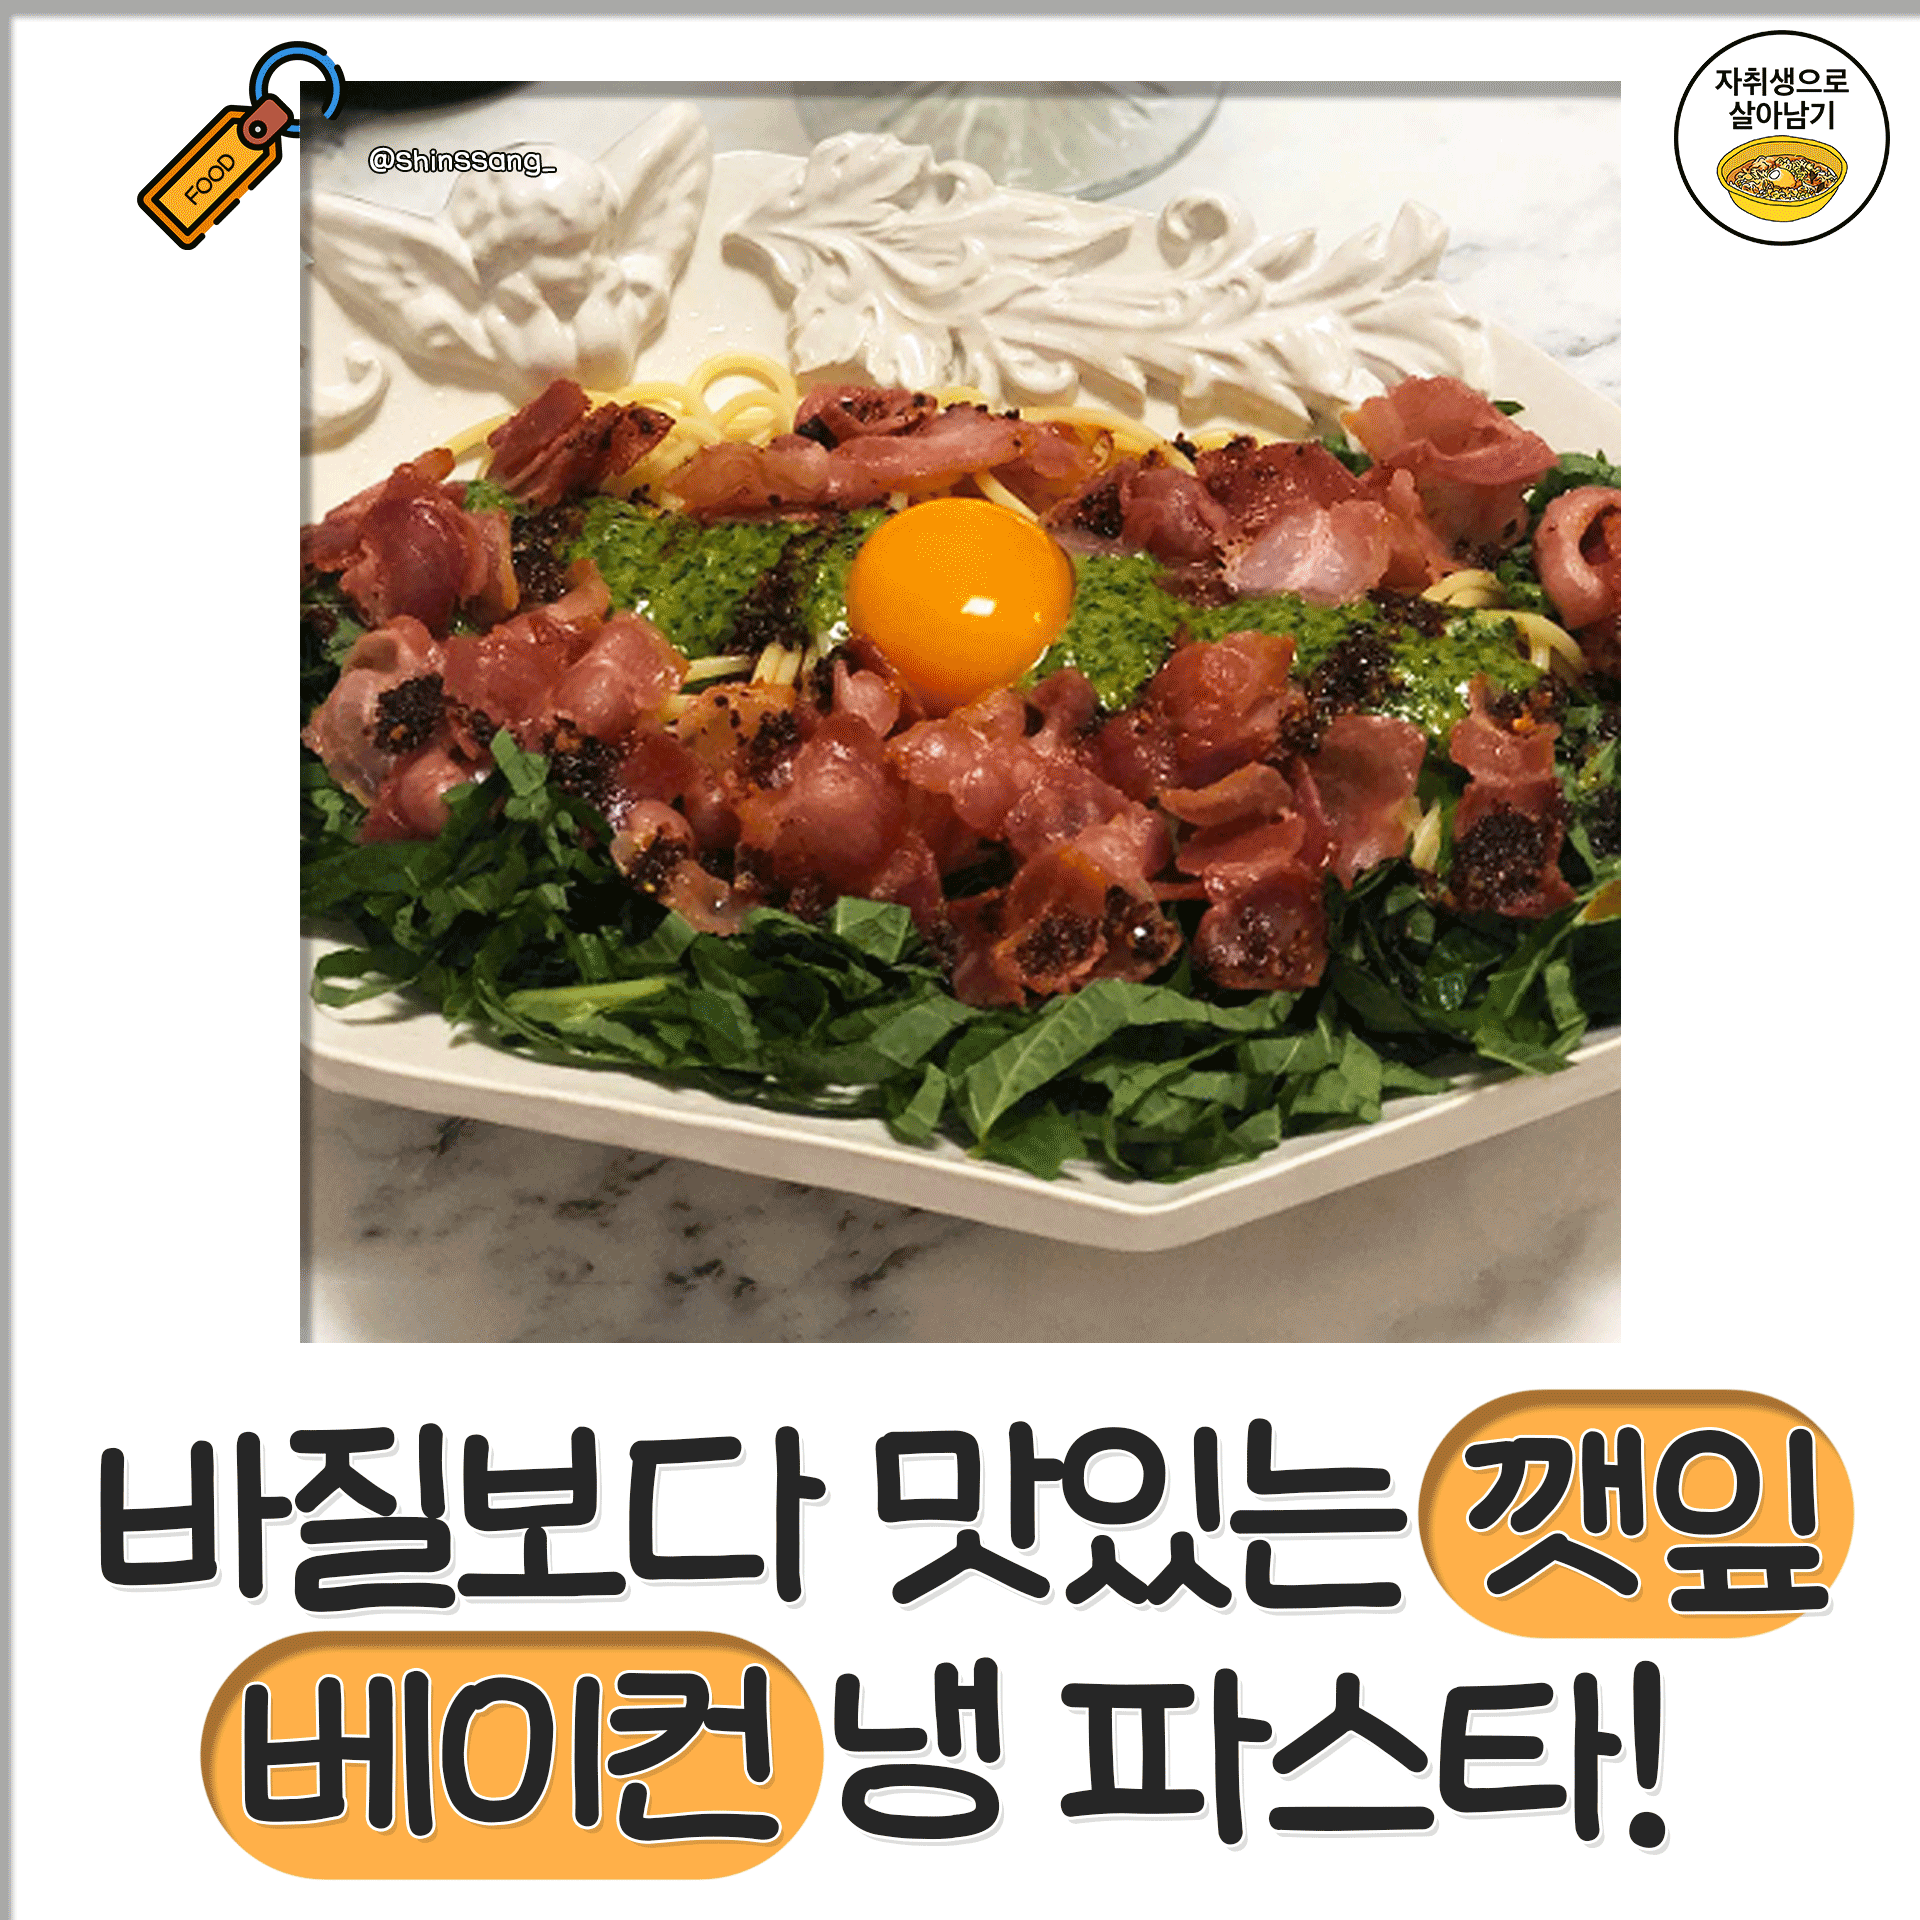 FOOD
@shinssang_
자취생으로
살아남기
바질보다 맛있는 깻잎
베이컨 냉 파스타!